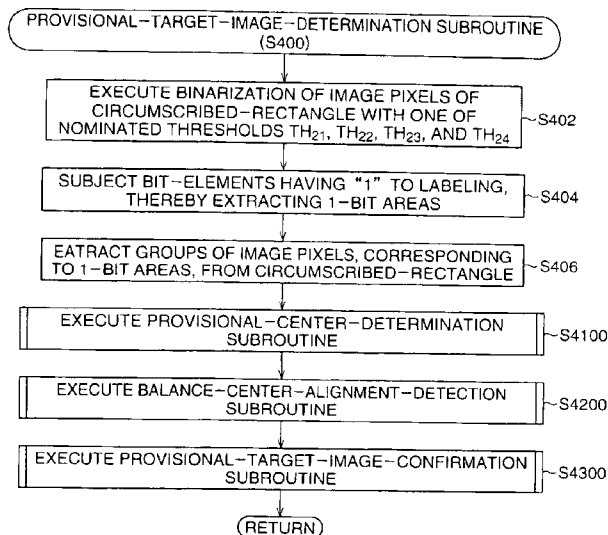 PROVISIONAL-TARGET-IMAGE-DETERMINATION SUBROUTINE
(S400)
EXECUTE BINARIZATION OF IMAGE PIXELS OF
CIRCUMSCRIBED-RECTANGLE WITH ONE OF
NOMINATED THRESHOLDS TH21, TH22, TH23, AND TH24
S402
SUBJECT BIT-ELEMENTS HAVING "1" TO LABELING,
THEREBY EXTRACTING 1-BIT AREAS
S404
EATRACT GROUPS OF IMAGE PIXELS, CORRESPONDING
TO 1-BIT AREAS, FROM CIRCUMSCRIBED-RECTANGLE
S406
EXECUTE PROVISIONAL-CENTER-DETERMINATION
SUBROUTINE
S4100
EXECUTE BALANCE-CENTER-ALIGNMENT-DETECTION
SUBROUTINE
S4200
EXECUTE PROVISIONAL-TARGET-IMAGE-CONFIRMATION
SUBROUTINE
S4300
RETURN